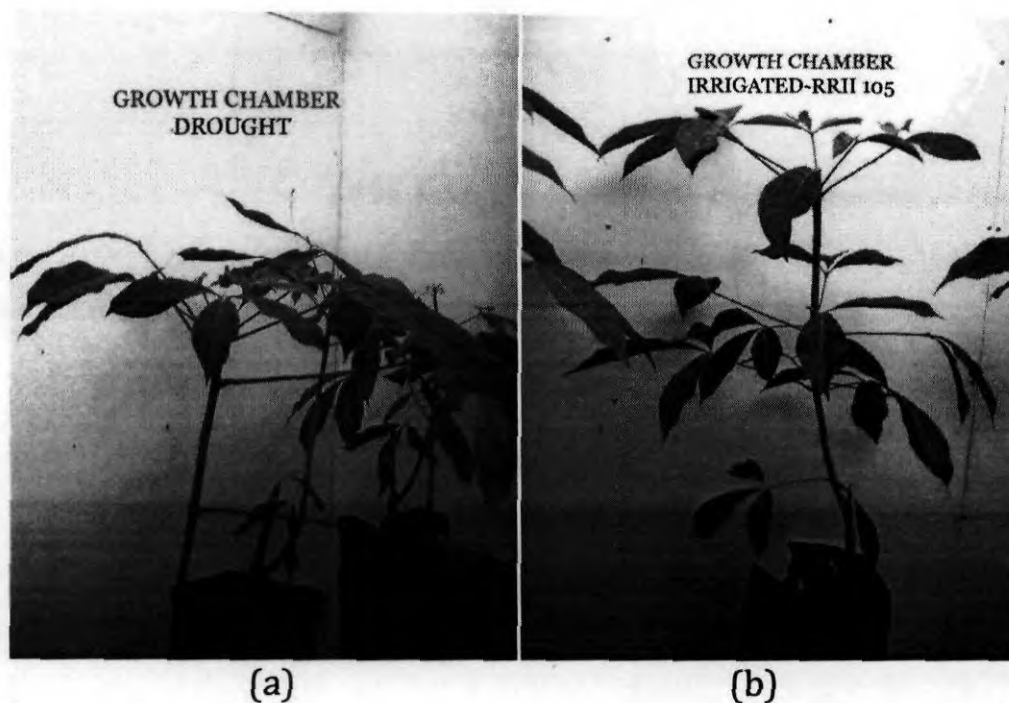 GROWTH CHAMBER
DROUGHT
GROWTH CHAMBER
IRRIGATED-RRII 105
(a)
(b)